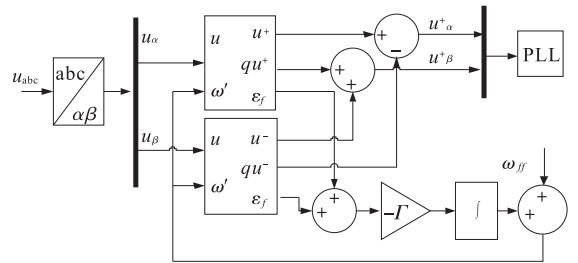 u_abc
abc
αβ
u_α
u_β
u u⁺
qu⁺
ω′ ε_f
u u⁻
qu⁻
ω′ ε_f
+
−
+
+
u⁺_α
u⁺_β
PLL
+
+
−Γ
∫
ω_ff
+
+